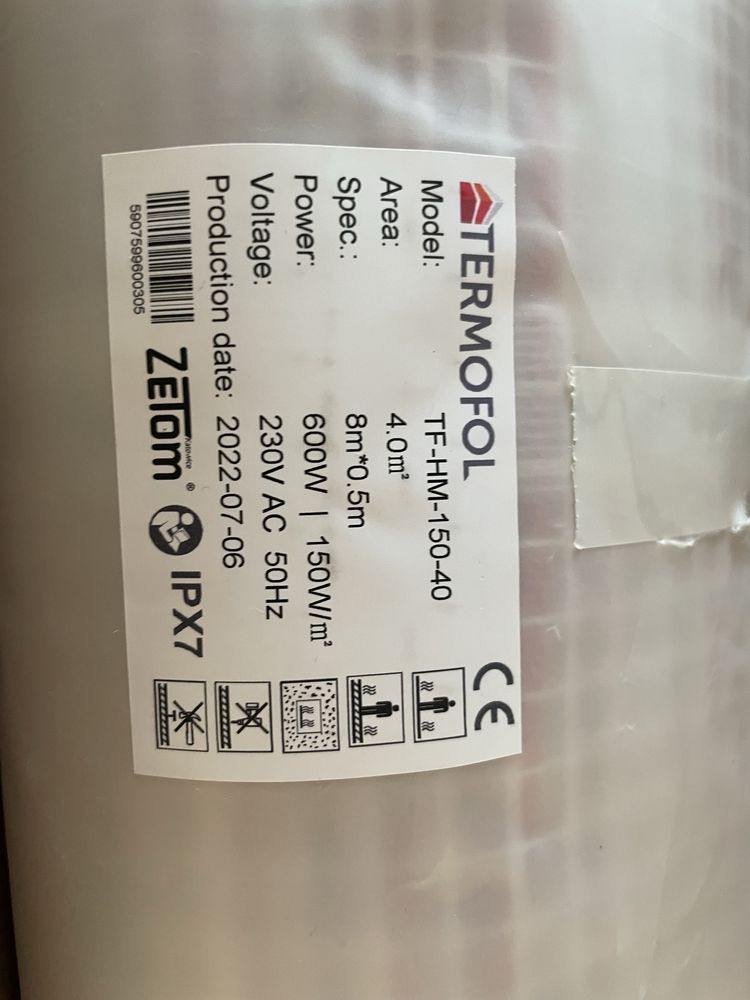 TERMOFOL
CE
Model: TF-HM-150-40
Area: 4.0m²
Spec.: 8m*0.5m
Power: 600W | 150W/m²
Voltage: 230V AC 50Hz
Production date: 2022-07-06
5907599600305
ZETOM Katowice ®
IPX7